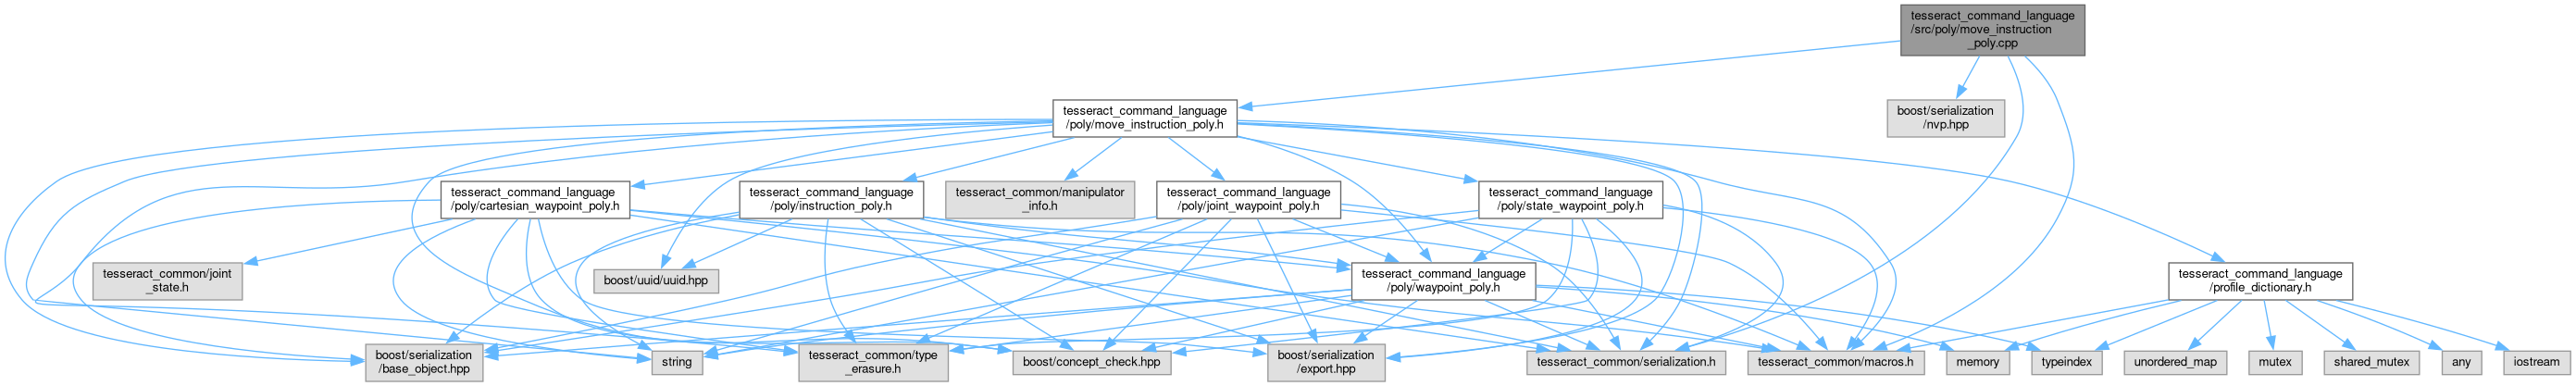 tesseract_command_language
/src/poly/move_instruction
_poly.cpp
tesseract_command_language
/poly/move_instruction_poly.h
boost/serialization
/nvp.hpp
tesseract_command_language
/poly/cartesian_waypoint_poly.h
tesseract_command_language
/poly/instruction_poly.h
tesseract_common/manipulator
_info.h
tesseract_command_language
/poly/joint_waypoint_poly.h
tesseract_command_language
/poly/state_waypoint_poly.h
tesseract_common/joint
_state.h
boost/uuid/uuid.hpp
tesseract_command_language
/poly/waypoint_poly.h
tesseract_command_language
/profile_dictionary.h
boost/serialization
/base_object.hpp
string
tesseract_common/type
_erasure.h
boost/concept_check.hpp
boost/serialization
/export.hpp
tesseract_common/serialization.h
tesseract_common/macros.h
memory
typeindex
unordered_map
mutex
shared_mutex
any
iostream